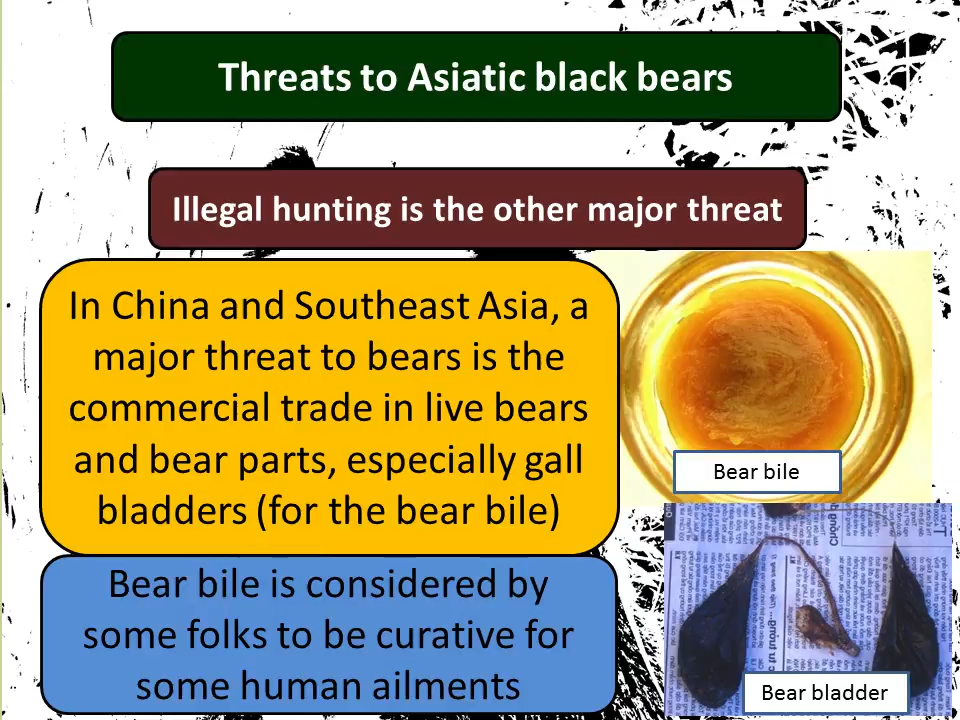 Threats to Asiatic black bears
Illegal hunting is the other major threat
In China and Southeast Asia, a
major threat to bears is the
commercial trade in live bears
and bear parts, especially gall
bladders (for the bear bile)
Bear bile
Bear bile is considered by
some folks to be curative for
some human ailments
Bear bladder